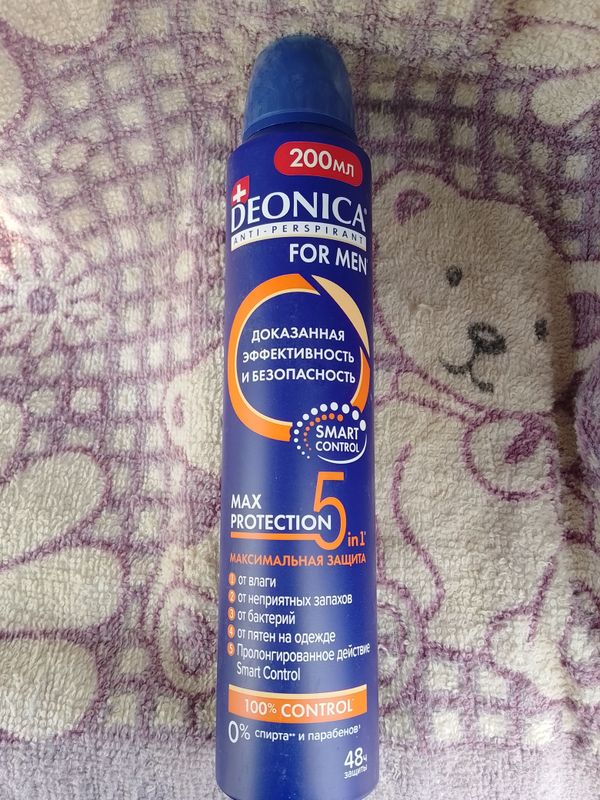 200мл
DEONICA®
ANTI-PERSPIRANT
FOR MEN
ДОКАЗАННАЯ
ЭФФЕКТИВНОСТЬ
И БЕЗОПАСНОСТЬ
SMART
CONTROL
MAX
PROTECTION 5
in 1*
МАКСИМАЛЬНАЯ ЗАЩИТА
1 от влаги
2 от неприятных запахов
3 от бактерий
4 от пятен на одежде
5 Пролонгированное действие
Smart Control
100% CONTROL
0% спирта** и парабенов
48ч
защиты